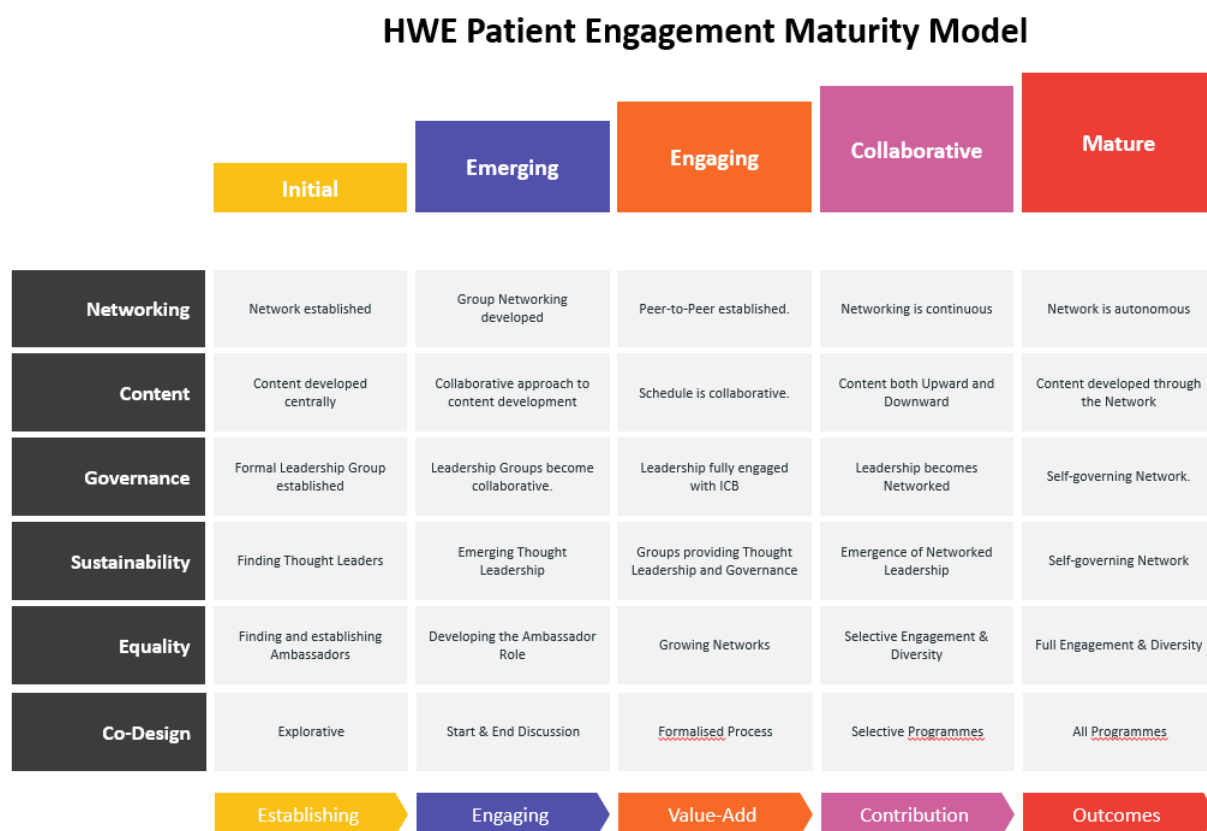 HWE Patient Engagement Maturity Model
Initial
Emerging
Engaging
Collaborative
Mature
Networking
Network established
Group Networking
developed
Peer-to-Peer established.
Networking is continuous
Network is autonomous
Content
Content developed
centrally
Collaborative approach to
content development
Schedule is collaborative.
Content both Upward and
Downward
Content developed through
the Network
Governance
Formal Leadership Group
established
Leadership Groups become
collaborative.
Leadership fully engaged
with ICB
Leadership becomes
Networked
Self-governing Network.
Sustainability
Finding Thought Leaders
Emerging Thought
Leadership
Groups providing Thought
Leadership and Governance
Emergence of Networked
Leadership
Self-governing Network
Equality
Finding and establishing
Ambassadors
Developing the Ambassador
Role
Growing Networks
Selective Engagement &
Diversity
Full Engagement & Diversity
Co-Design
Explorative
Start & End Discussion
Formalised Process
Selective Programmes
All Programmes
Establishing
Engaging
Value-Add
Contribution
Outcomes